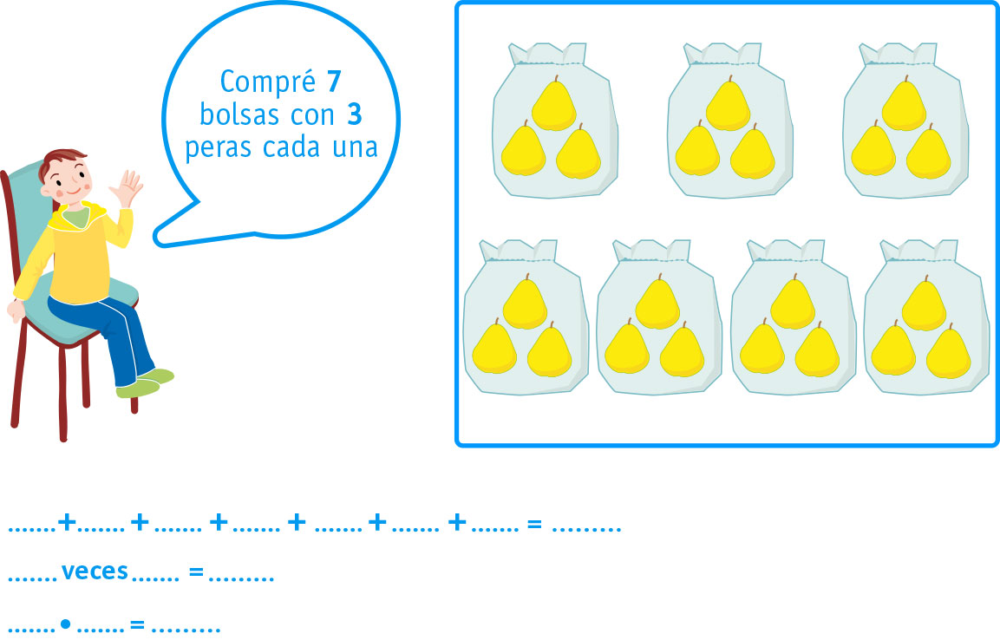 Compré 7
bolsas con 3
peras cada una
.......+....... + ....... + ....... + ....... + ....... + ....... = .........
.......veces....... = .........
.......•....... = .........